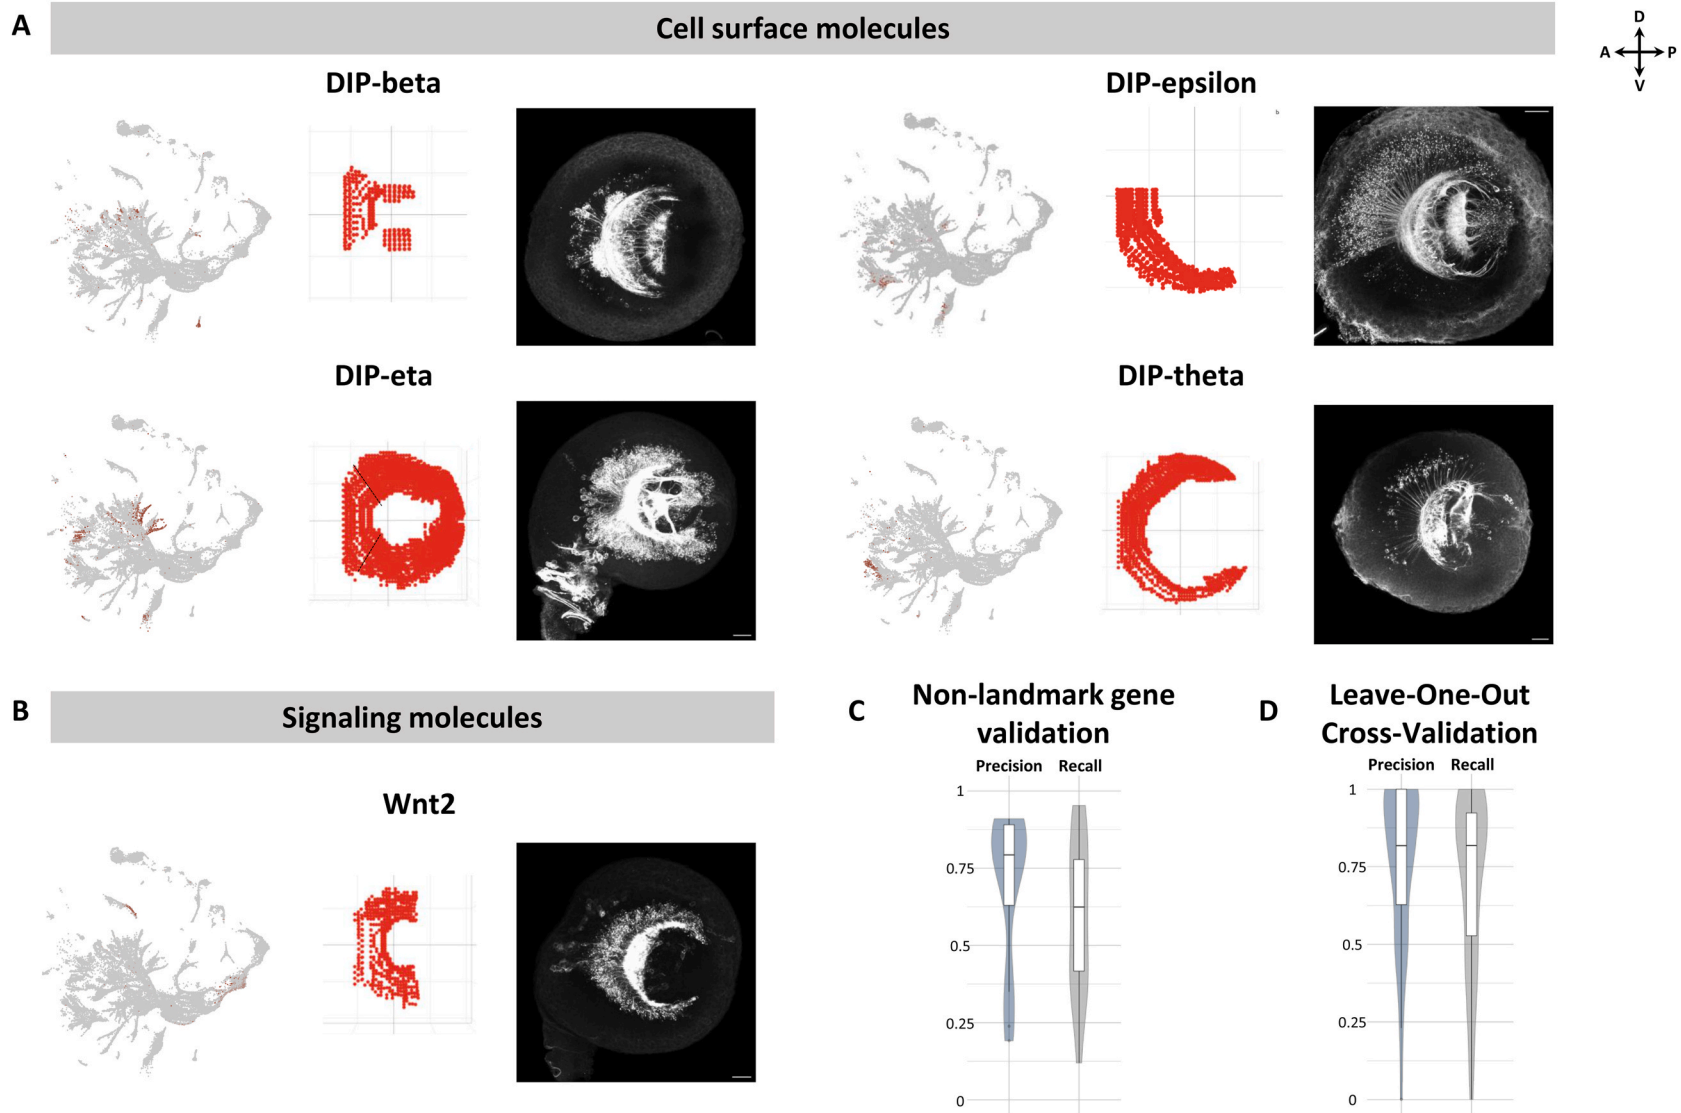 A
Cell surface molecules
D
A P
V
DIP-beta
DIP-epsilon
b
DIP-eta
DIP-theta
B
Signaling molecules
Wnt2
C
Non-landmark gene
validation
Precision Recall
1
0.75
0.5
0.25
0
D
Leave-One-Out
Cross-Validation
Precision Recall
1
0.75
0.5
0.25
0